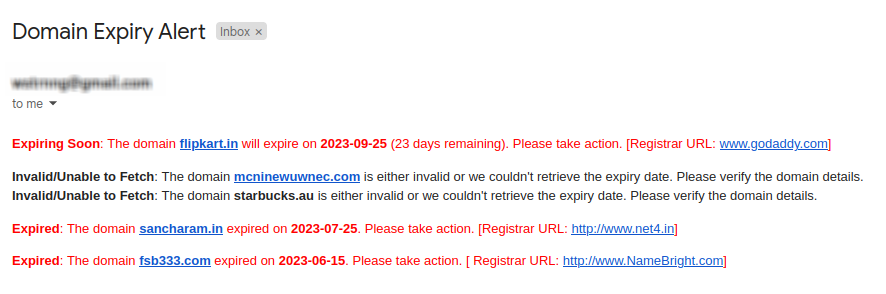 Domain Expiry Alert Inbox ×
to me
Expiring Soon: The domain flipkart.in will expire on 2023-09-25 (23 days remaining). Please take action. [Registrar URL: www.godaddy.com]
Invalid/Unable to Fetch: The domain mcninewuwnec.com is either invalid or we couldn't retrieve the expiry date. Please verify the domain details.
Invalid/Unable to Fetch: The domain starbucks.au is either invalid or we couldn't retrieve the expiry date. Please verify the domain details.
Expired: The domain sancharam.in expired on 2023-07-25. Please take action. [Registrar URL: http://www.net4.in]
Expired: The domain fsb333.com expired on 2023-06-15. Please take action. [ Registrar URL: http://www.NameBright.com]